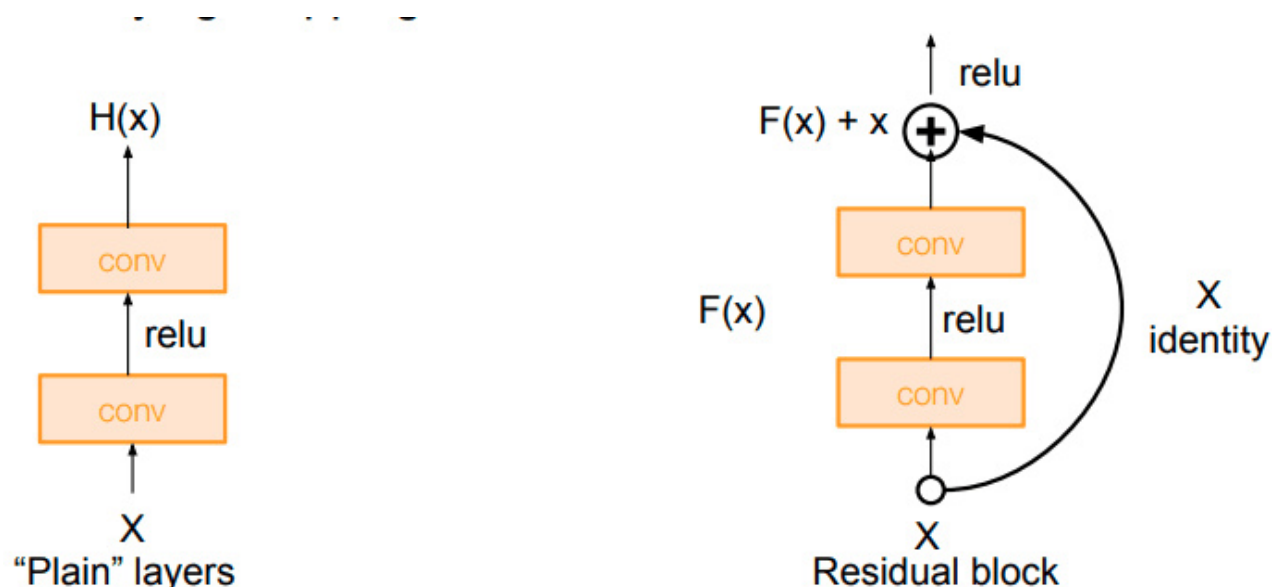 H(x)
conv
relu
conv
X
“Plain” layers
relu
F(x) + x
conv
F(x)
relu
X
identity
conv
X
Residual block